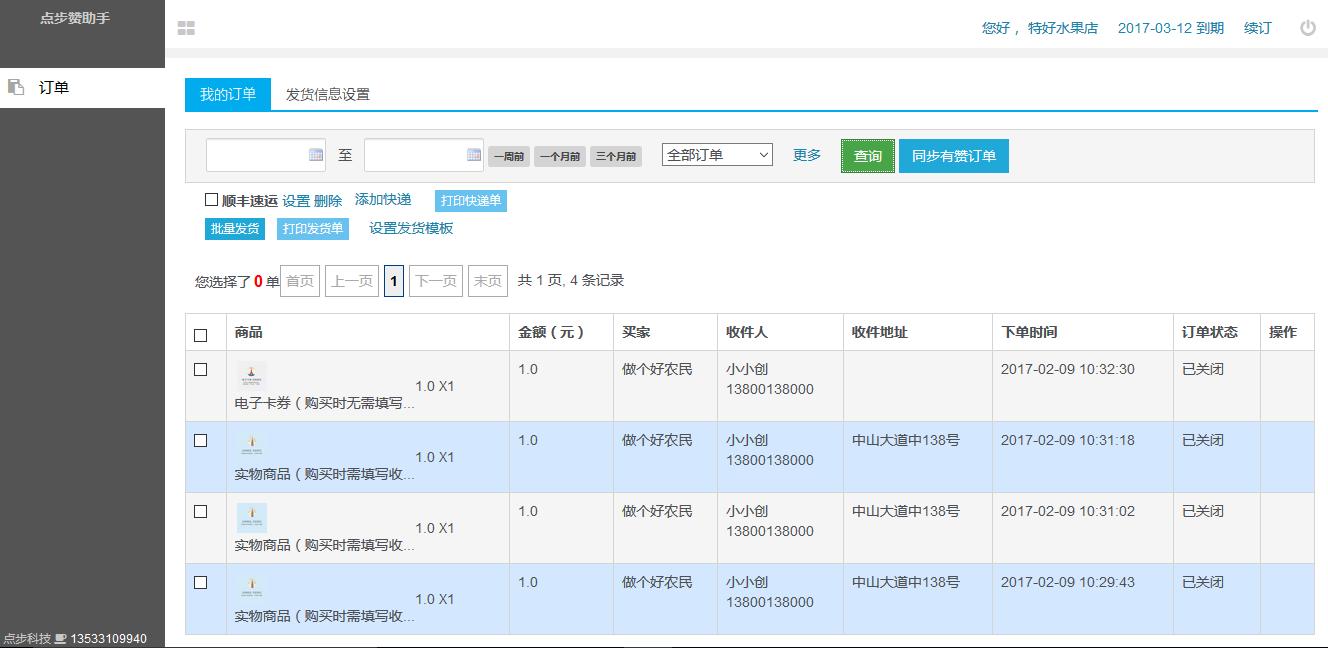 点步赞助手
您好， 特好水果店 2017-03-12 到期 续订
订单
我的订单 发货信息设置
至 一周前 一个月前 三个月前 全部订单 更多 查询 同步有赞订单
顺丰速运 设置 删除 添加快递 打印快递单
批量发货 打印发货单 设置发货模板
您选择了 0 单 首页 上一页 1 下一页 末页 共 1 页, 4 条记录
商品 金额（元） 买家 收件人 收件地址 下单时间 订单状态 操作
1.0 做个好农民 小小创 2017-02-09 10:32:30 已关闭
1.0 X1 13800138000
电子卡券（购买时无需填写...
1.0 做个好农民 小小创 中山大道中138号 2017-02-09 10:31:18 已关闭
1.0 X1 13800138000
实物商品（购买时需填写收...
1.0 做个好农民 小小创 中山大道中138号 2017-02-09 10:31:02 已关闭
1.0 X1 13800138000
实物商品（购买时需填写收...
1.0 做个好农民 小小创 中山大道中138号 2017-02-09 10:29:43 已关闭
1.0 X1 13800138000
实物商品（购买时需填写收...
点步科技 13533109940